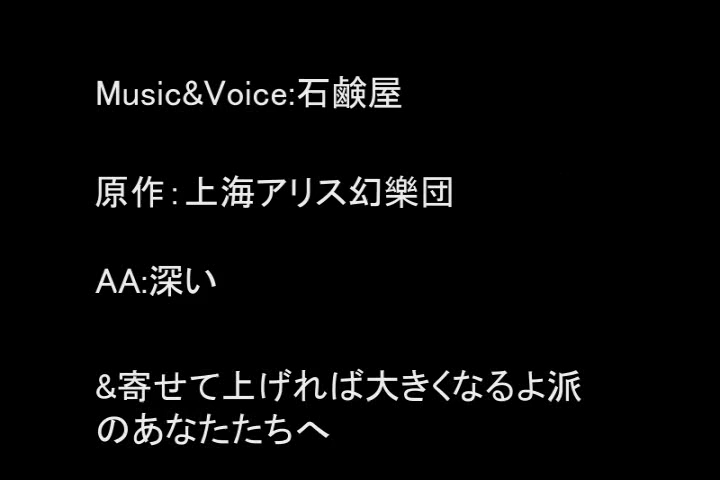 Music&Voice:石鹸屋
原作：上海アリス幻樂団
AA:深い
&寄せて上げれば大きくなるよ派
のあなたたちへ